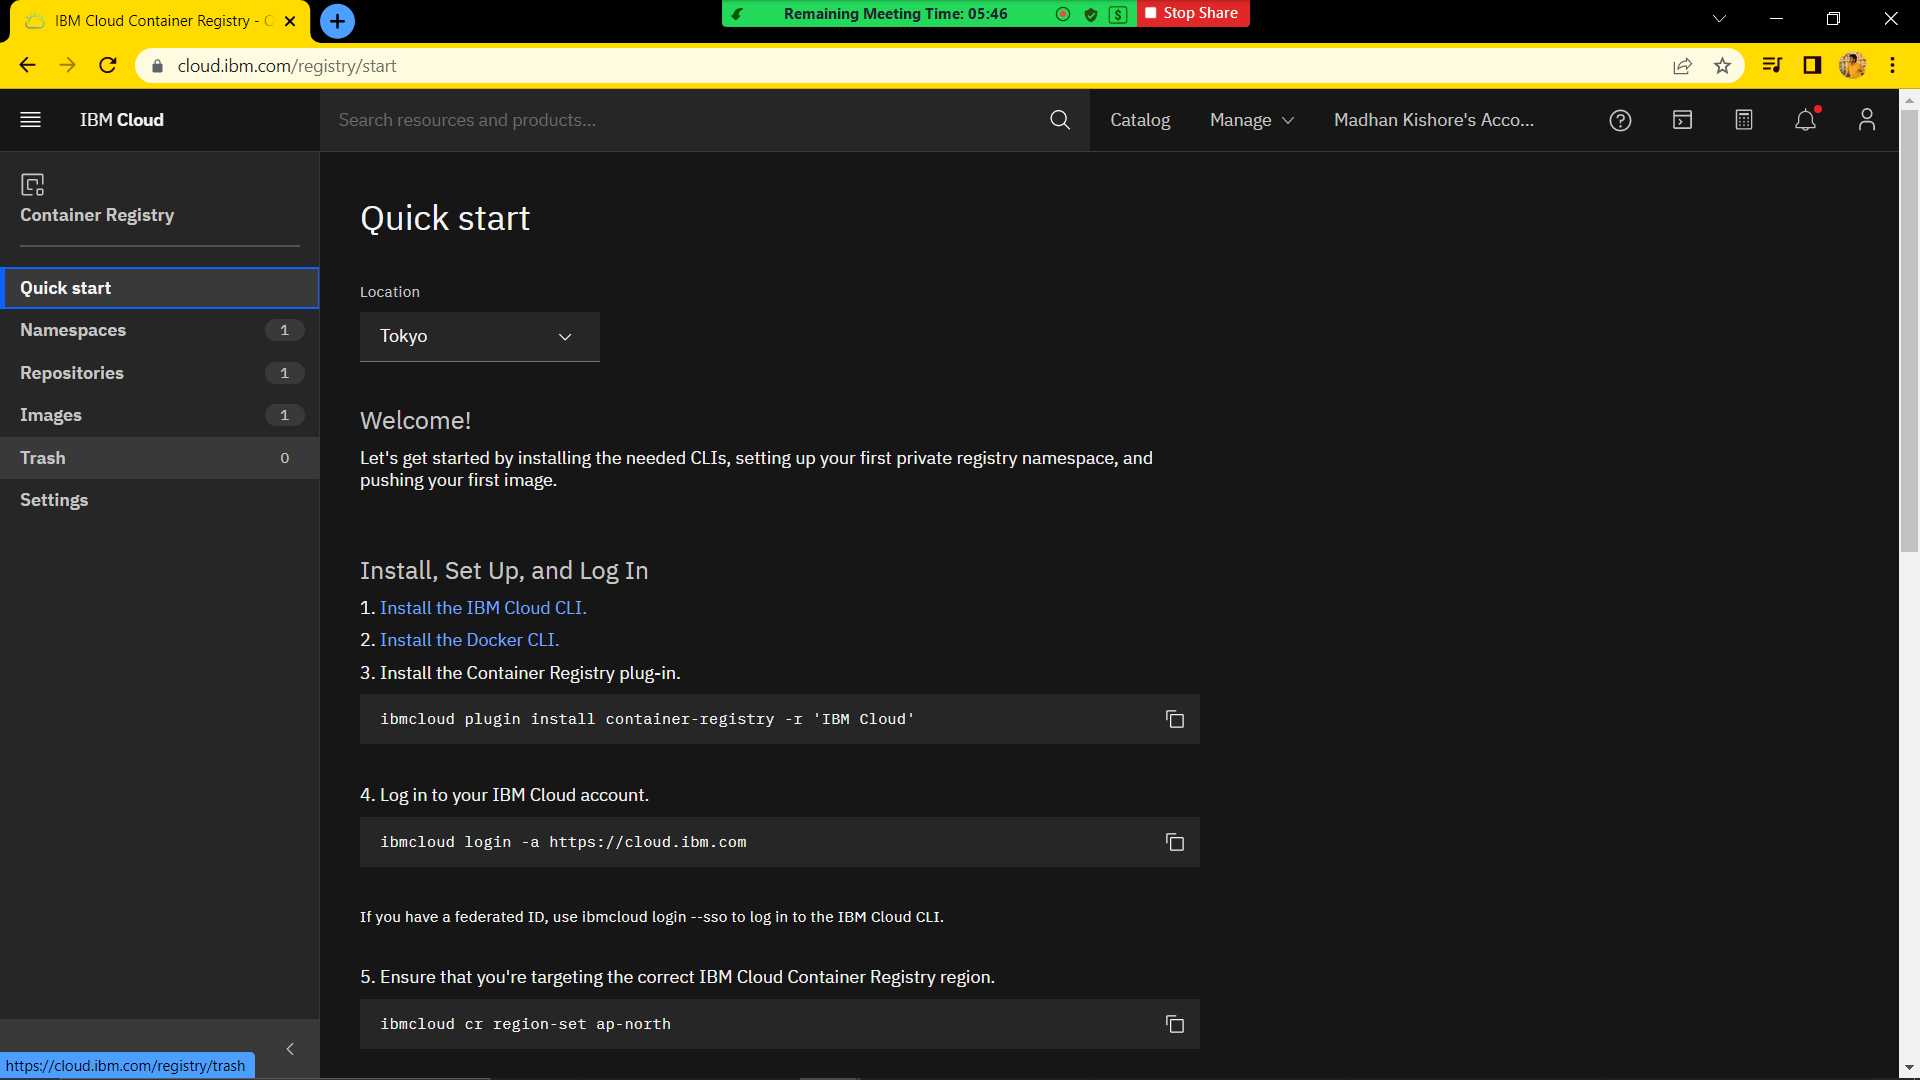 IBM Cloud Container Registry - C
Remaining Meeting Time: 05:46
Stop Share
cloud.ibm.com/registry/start
IBM Cloud
Search resources and products...
Catalog
Manage
Madhan Kishore's Acco...
Container Registry
Quick start
Namespaces 1
Repositories 1
Images 1
Trash 0
Settings
Quick start
Location
Tokyo
Welcome!
Let's get started by installing the needed CLIs, setting up your first private registry namespace, and
pushing your first image.
Install, Set Up, and Log In
1. Install the IBM Cloud CLI.
2. Install the Docker CLI.
3. Install the Container Registry plug-in.
ibmcloud plugin install container-registry -r 'IBM Cloud'
4. Log in to your IBM Cloud account.
ibmcloud login -a https://cloud.ibm.com
If you have a federated ID, use ibmcloud login --sso to log in to the IBM Cloud CLI.
5. Ensure that you're targeting the correct IBM Cloud Container Registry region.
ibmcloud cr region-set ap-north
https://cloud.ibm.com/registry/trash